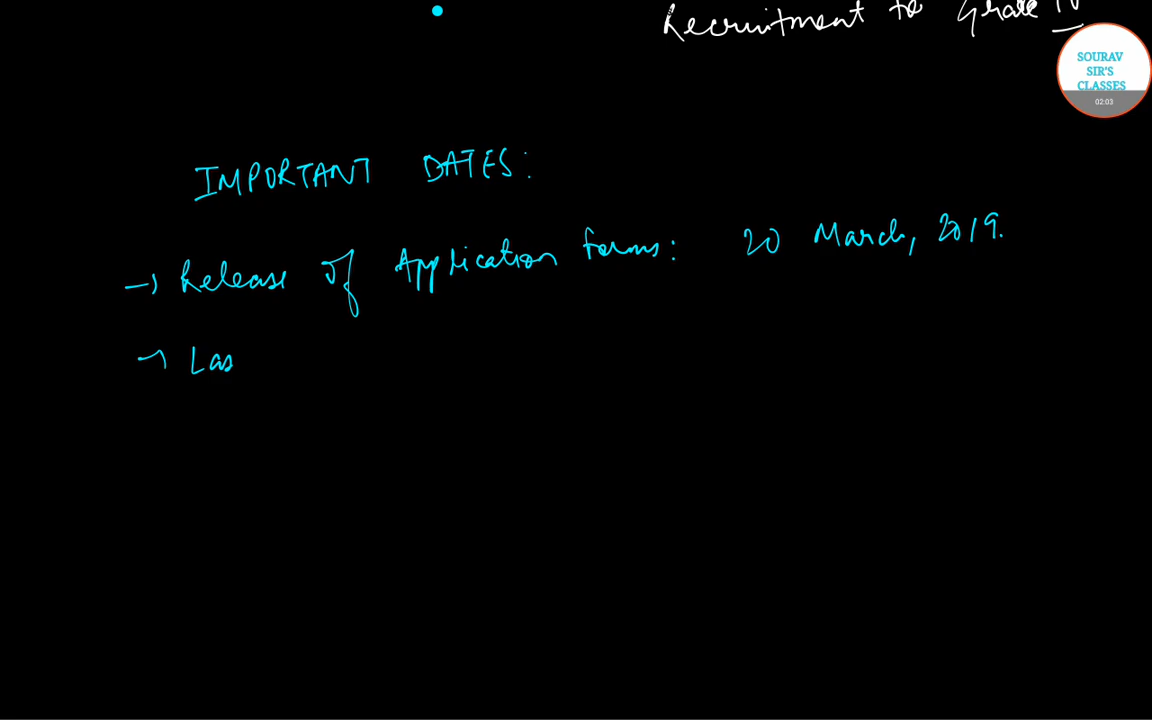 Recruitment to Grade IV
SOURAV
SIR'S
CLASSES
02:03
IMPORTANT DATES:
→ Release of Application forms: 20 March, 2019.
→ Las